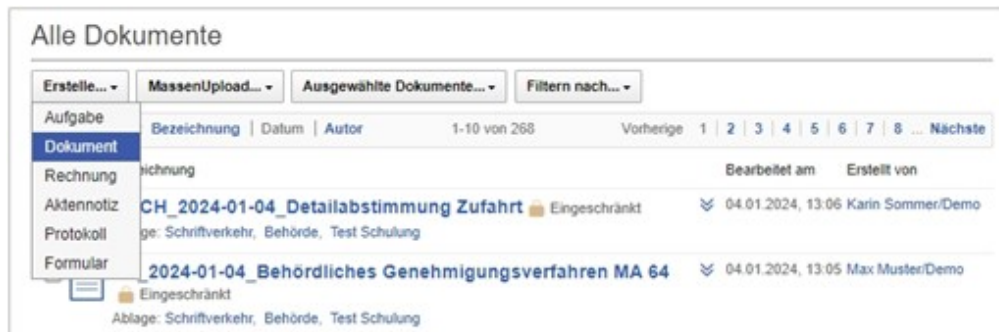 Alle Dokumente
Erstelle... MassenUpload... Ausgewählte Dokumente... Filtern nach...
Aufgabe
Bezeichnung | Datum | Autor 1-10 von 268 Vorherige 1 | 2 | 3 | 4 | 5 | 6 | 7 | 8 ... Nächste
Dokument
Rechnung
eichnung Bearbeitet am Erstellt von
Aktennotiz
CH_2024-01-04_Detailabstimmung Zufahrt Eingeschränkt 04.01.2024, 13:06 Karin Sommer/Demo
Protokoll
ge: Schriftverkehr, Behörde, Test Schulung
Formular
_2024-01-04_Behördliches Genehmigungsverfahren MA 64 04.01.2024, 13:05 Max Muster/Demo
Eingeschränkt
Ablage: Schriftverkehr, Behörde, Test Schulung